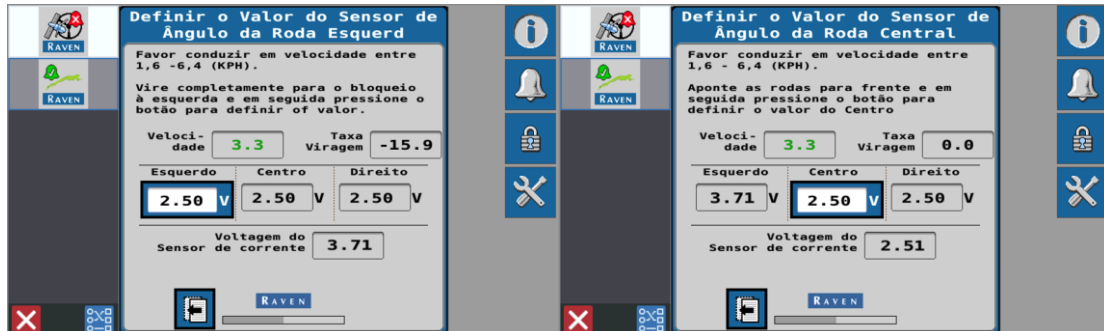 Definir o Valor do Sensor de
Ângulo da Roda Esquerd
RAVEN
RAVEN
Favor conduzir em velocidade entre
1,6 -6,4 (KPH).
Vire completamente para o bloqueio
à esquerda e em seguida pressione o
botão para definir of valor.
Veloci-
dade 3.3 Taxa
Viragem -15.9
Esquerdo Centro Direito
2.50 V 2.50 V 2.50 V
Voltagem do
Sensor de corrente 3.71
RAVEN
Definir o Valor do Sensor de
Ângulo da Roda Central
RAVEN
RAVEN
Favor conduzir em velocidade entre
1,6 - 6,4 (KPH).
Aponte as rodas para frente e em
seguida pressione o botão para
definir o valor do Centro
Veloci-
dade 3.3 Taxa
Viragem 0.0
Esquerdo Centro Direito
3.71 V 2.50 V 2.50 V
Voltagem do
Sensor de corrente 2.51
RAVEN